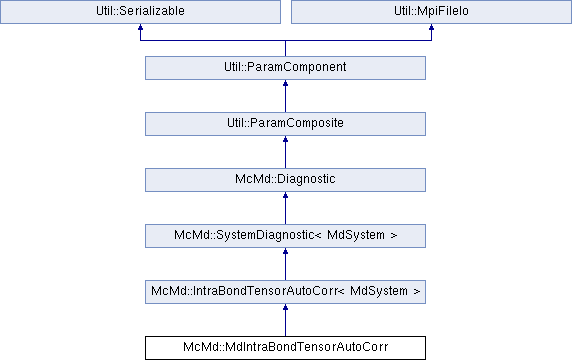 Util::Serializable
Util::MpiFileIo
Util::ParamComponent
Util::ParamComposite
McMd::Diagnostic
McMd::SystemDiagnostic< MdSystem >
McMd::IntraBondTensorAutoCorr< MdSystem >
McMd::MdIntraBondTensorAutoCorr